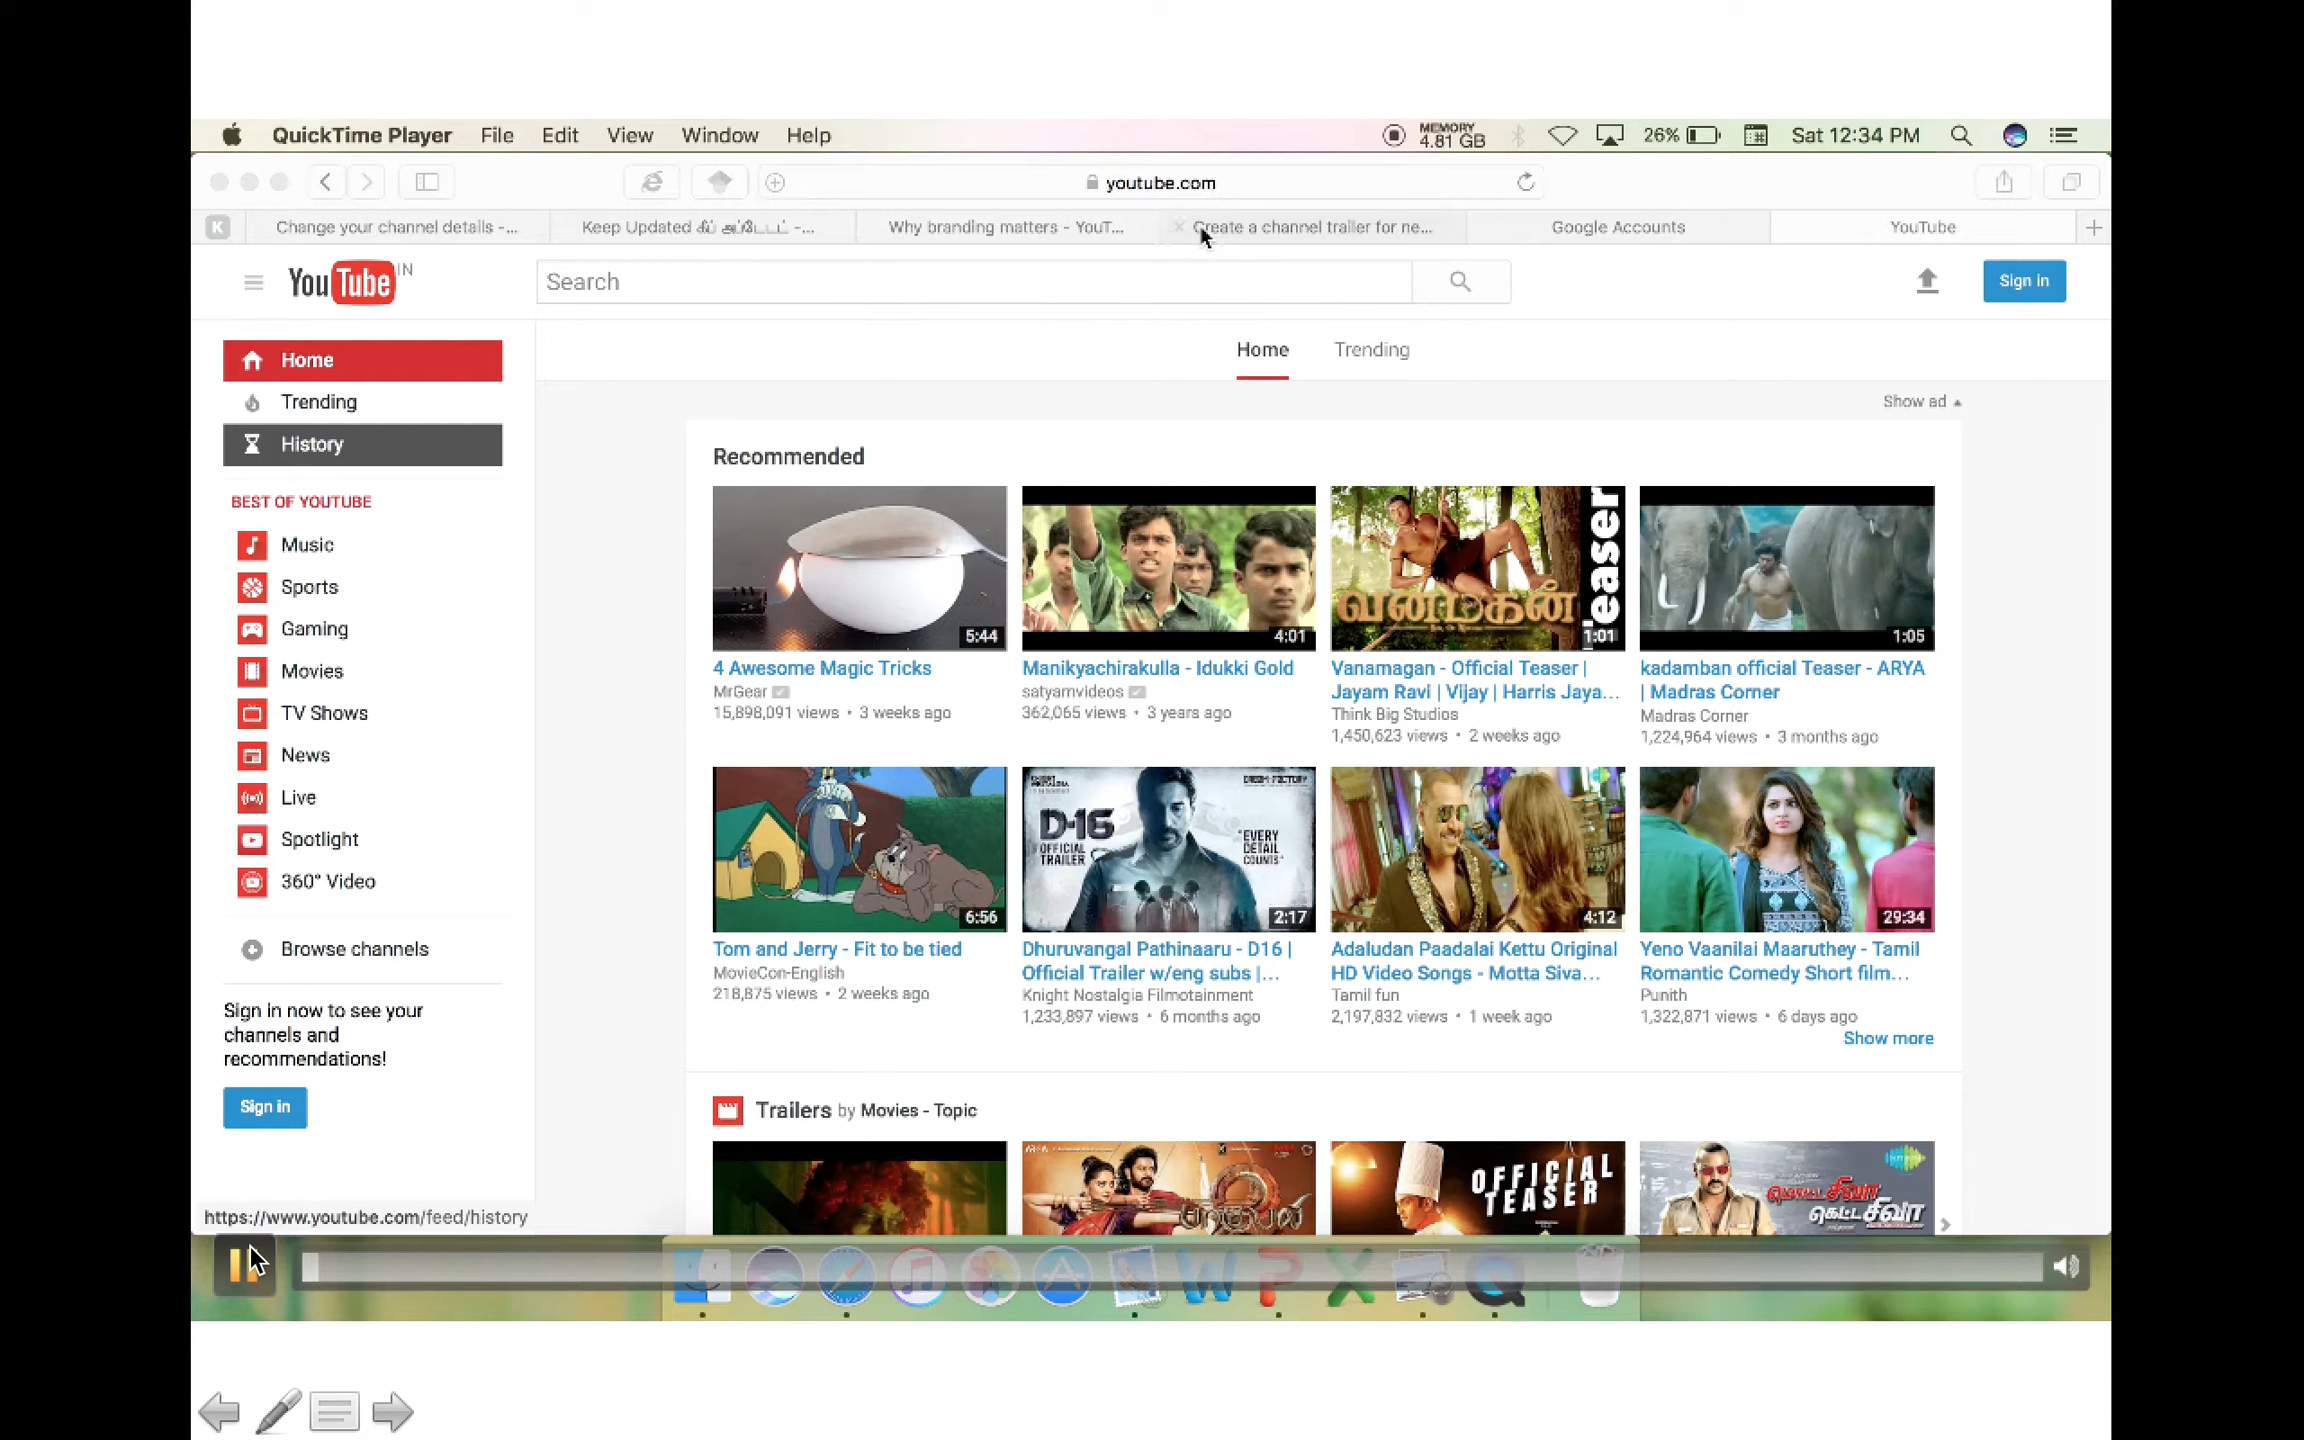 QuickTime Player File Edit View Window Help MEMORY 4.81 GB 26% Sat 12:34 PM
youtube.com
K Change your channel details -... Keep Updated கீப் அப்டேட் -... Why branding matters - YouT... Create a channel trailer for ne... Google Accounts YouTube
YouTube IN Search Sign in
Home Trending
Home
Trending
History
Show ad
BEST OF YOUTUBE
Music
Sports
Gaming
Movies
TV Shows
News
Live
Spotlight
360° Video
Browse channels
Sign in now to see your
channels and
recommendations!
Sign in
https://www.youtube.com/feed/history
Recommended
5:44
4 Awesome Magic Tricks
MrGear
15,898,091 views • 3 weeks ago
4:01
Manikyachirakulla - Idukki Gold
satyamvideos
362,065 views • 3 years ago
வனமகன்
Teaser
1:01
Vanamagan - Official Teaser |
Jayam Ravi | Vijay | Harris Jaya...
Think Big Studios
1,450,623 views • 2 weeks ago
1:05
kadamban official Teaser - ARYA
| Madras Corner
Madras Corner
1,224,964 views • 3 months ago
6:56
Tom and Jerry - Fit to be tied
MovieCon-English
218,875 views • 2 weeks ago
D-16
OFFICIAL
TRAILER
"EVERY
DETAIL
COUNTS"
2:17
Dhuruvangal Pathinaaru - D16 |
Official Trailer w/eng subs |...
Knight Nostalgia Filmotainment
1,233,897 views • 6 months ago
4:12
Adaludan Paadalai Kettu Original
HD Video Songs - Motta Siva...
Tamil fun
2,197,832 views • 1 week ago
29:34
Yeno Vaanilai Maaruthey - Tamil
Romantic Comedy Short film...
Punith
1,322,871 views • 6 days ago
Show more
Trailers by Movies - Topic
பாகுபலி
OFFICIAL
TEASER
மொட்ட சிவா
கெட்ட சிவா